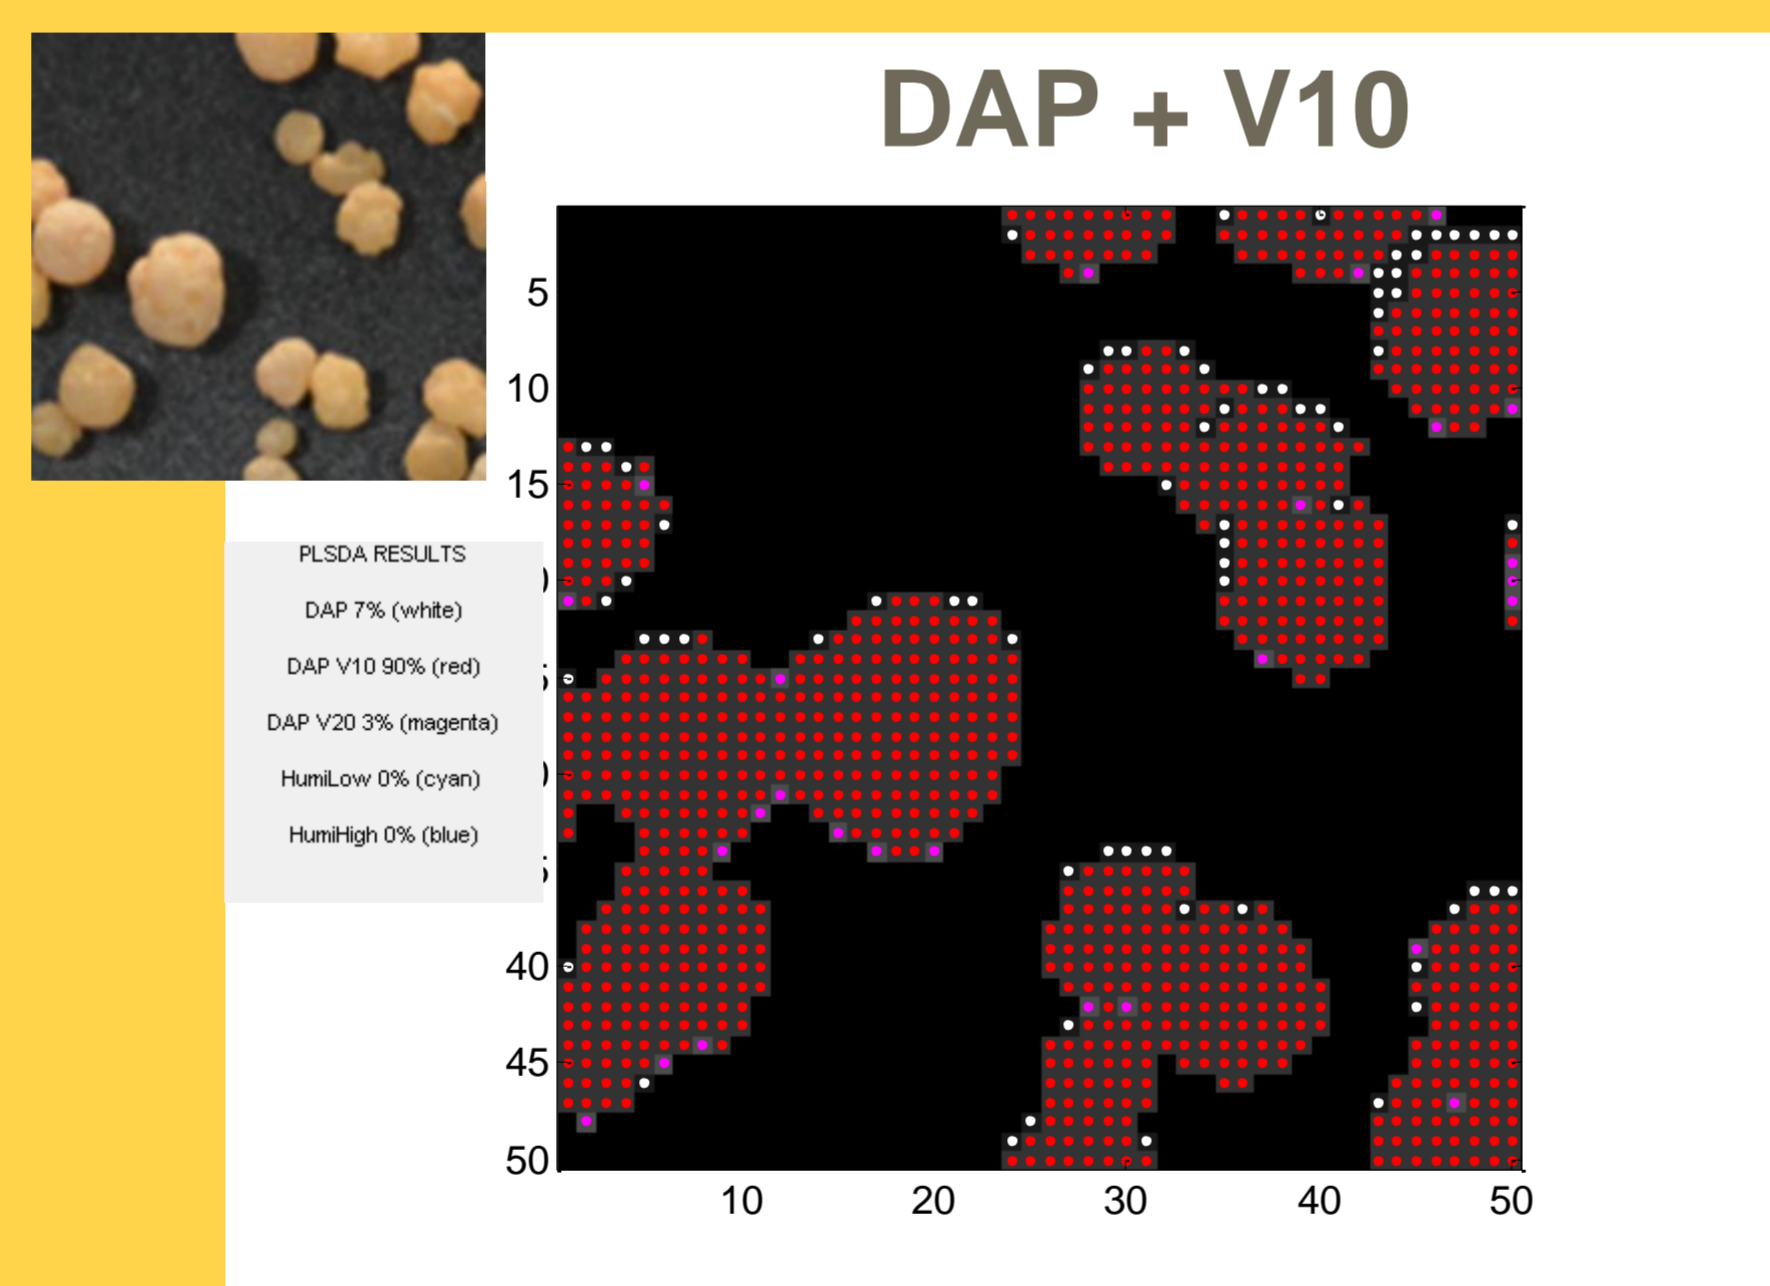 DAP + V10
PLSDA RESULTS
DAP 7% (white)
DAP V10 90% (red)
DAP V20 3% (magenta)
HumiLow 0% (cyan)
HumiHigh 0% (blue)
5
10
15
40
45
50
10 20 30 40 50